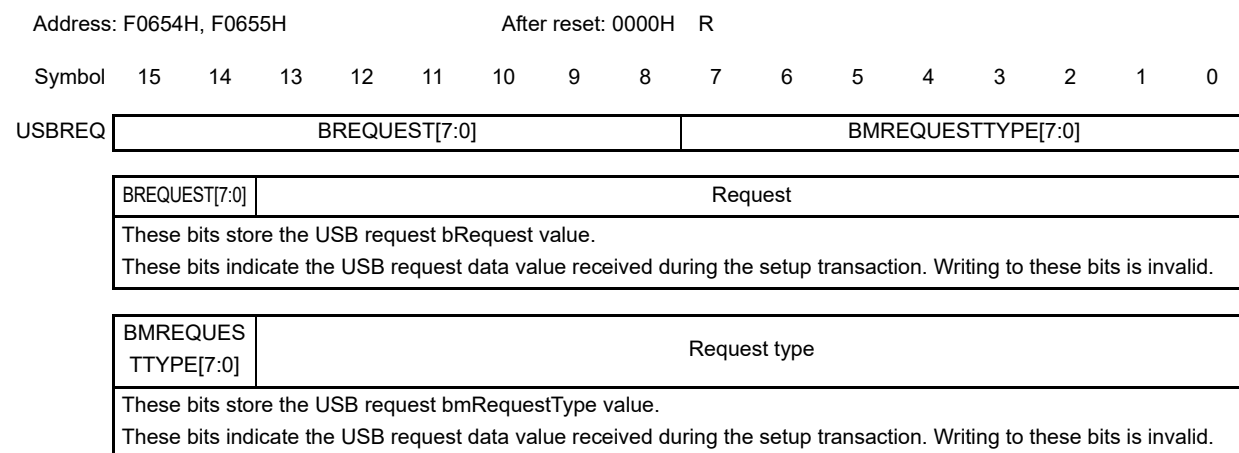 Address: F0654H, F0655H After reset: 0000H R
Symbol 15 14 13 12 11 10 9 8 7 6 5 4 3 2 1 0
USBREQ BREQUEST[7:0] BMREQUESTTYPE[7:0]
BREQUEST[7:0] Request
These bits store the USB request bRequest value.
These bits indicate the USB request data value received during the setup transaction. Writing to these bits is invalid.
BMREQUES
TTYPE[7:0]
Request type
These bits store the USB request bmRequestType value.
These bits indicate the USB request data value received during the setup transaction. Writing to these bits is invalid.